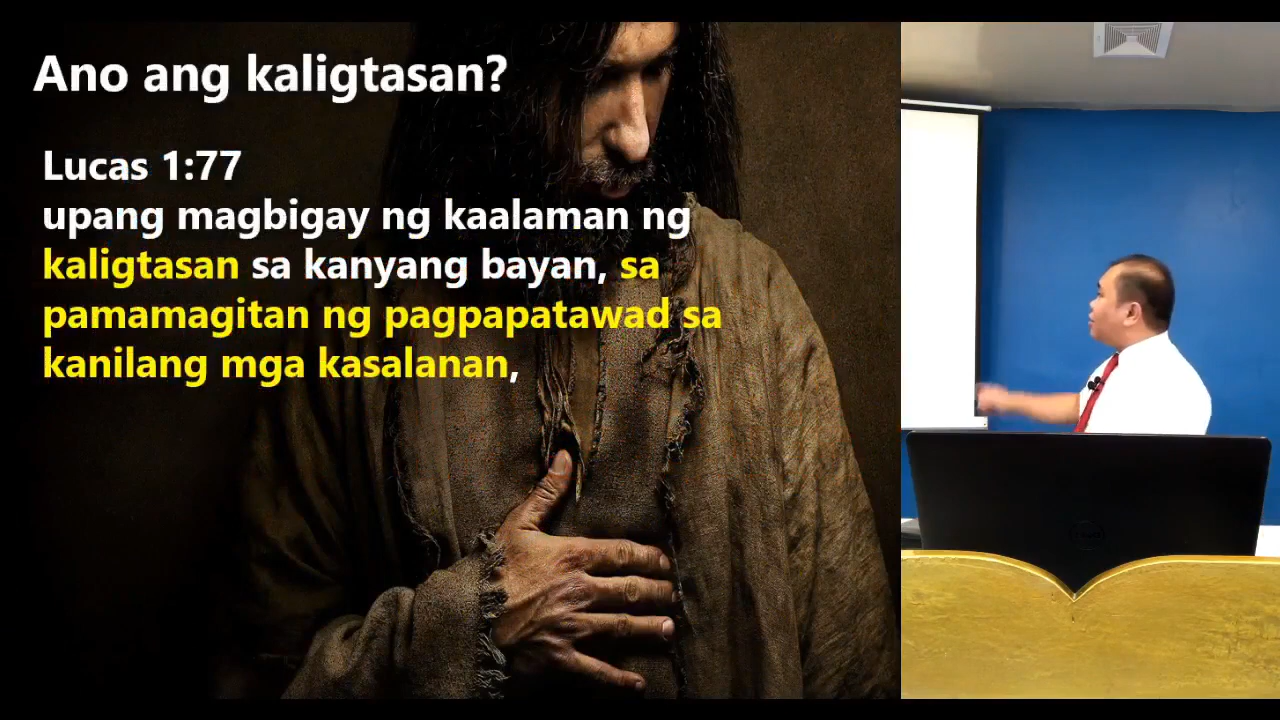 Ano ang kaligtasan?
Lucas 1:77
upang magbigay ng kaalaman ng
kaligtasan sa kanyang bayan, sa
pamamagitan ng pagpapatawad sa
kanilang mga kasalanan,